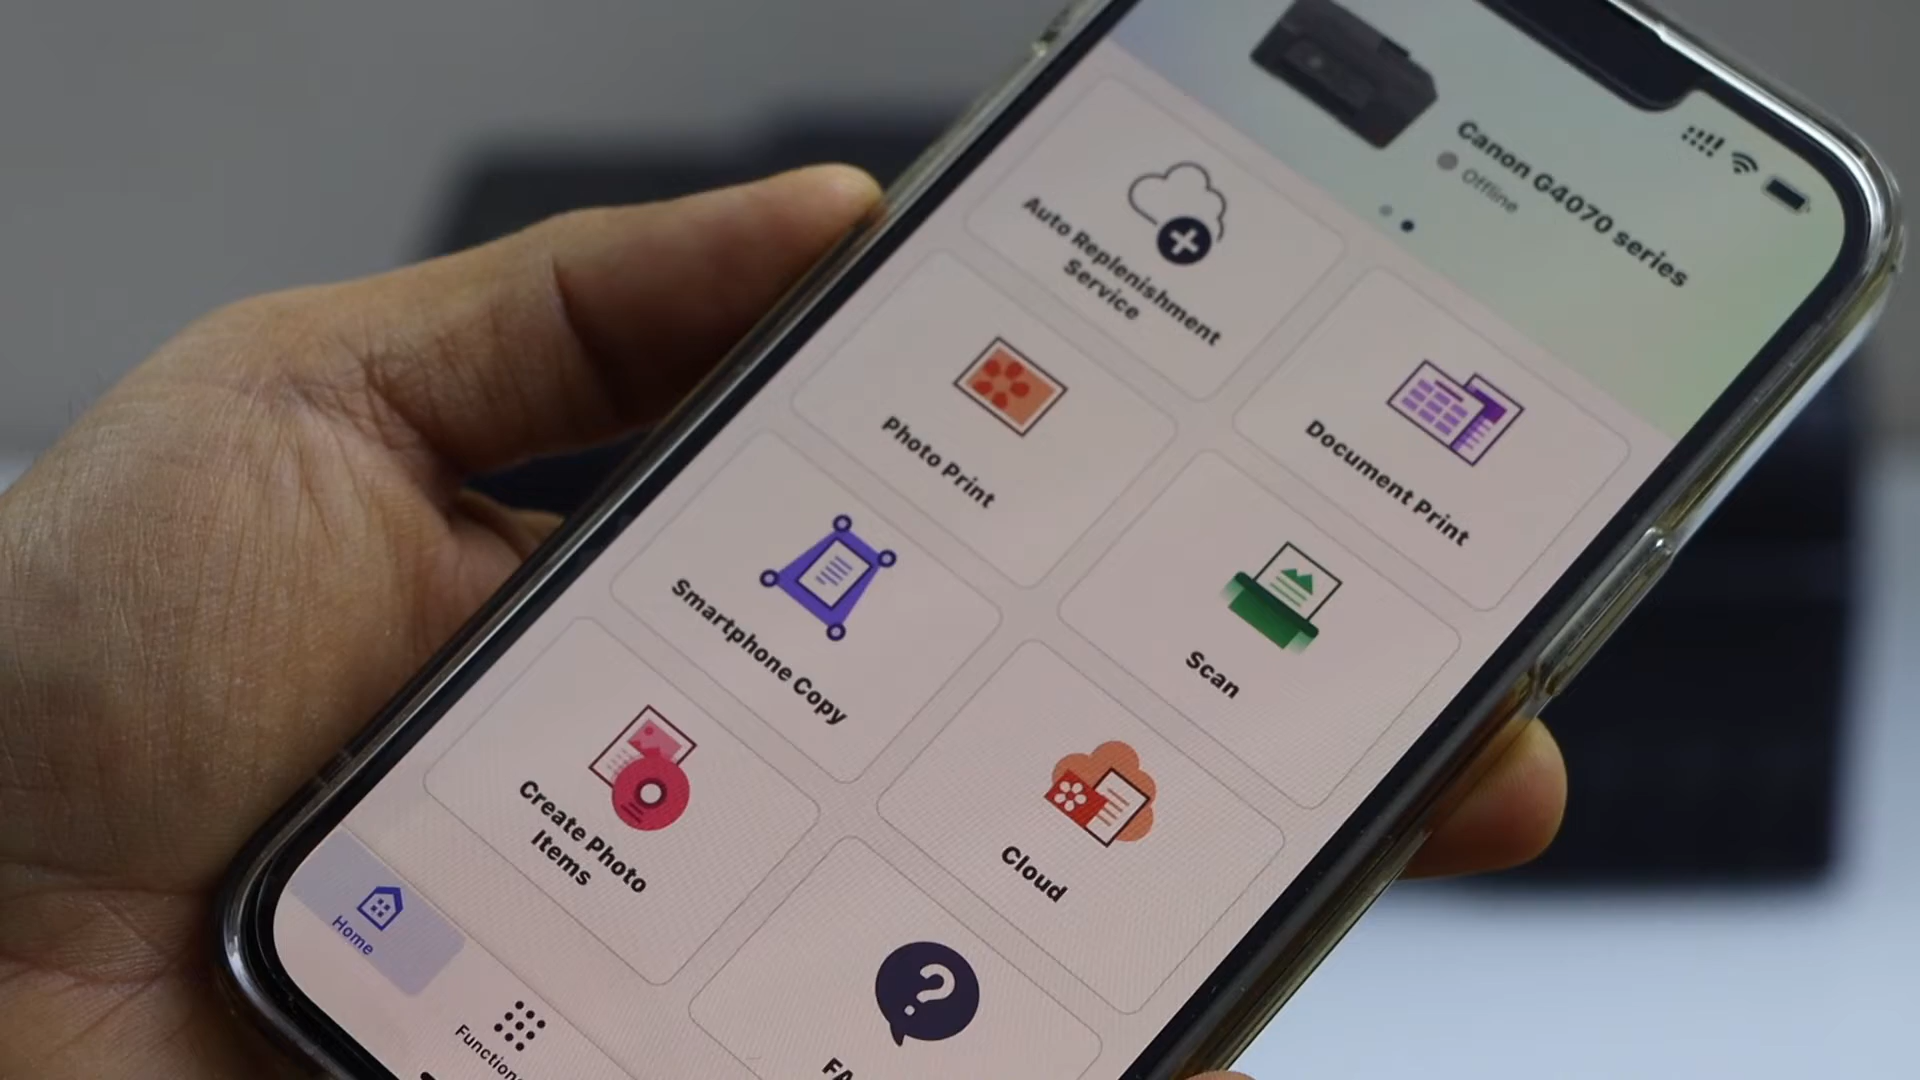 Canon G4070 series
Offline
Auto Replenishment
Service
Document Print
Photo Print
Scan
Smartphone Copy
Cloud
Create Photo
Items
Home